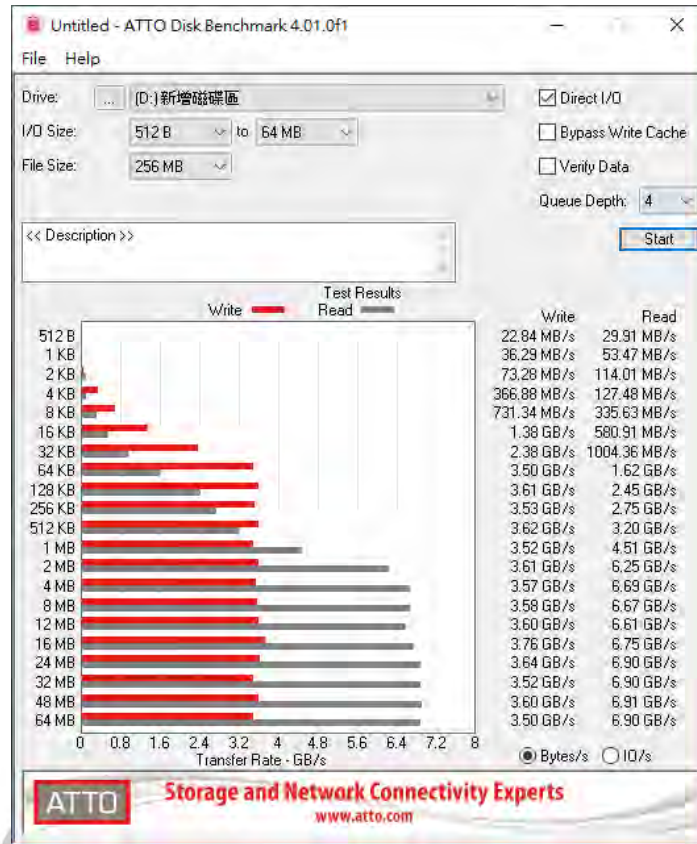 Untitled - ATTO Disk Benchmark 4.01.0f1
File Help
Drive: ... (D:)新增磁碟區 Direct I/O
I/O Size: 512 B to 64 MB Bypass Write Cache
File Size: 256 MB Verify Data
Queue Depth: 4
<< Description >> Start
Test Results
Write Read Write Read
512 B 22.84 MB/s 29.91 MB/s
1 KB 36.29 MB/s 53.47 MB/s
2 KB 73.28 MB/s 114.01 MB/s
4 KB 366.88 MB/s 127.48 MB/s
8 KB 731.34 MB/s 335.63 MB/s
16 KB 1.38 GB/s 580.91 MB/s
32 KB 2.38 GB/s 1004.36 MB/s
64 KB 3.50 GB/s 1.62 GB/s
128 KB 3.61 GB/s 2.45 GB/s
256 KB 3.53 GB/s 2.75 GB/s
512 KB 3.62 GB/s 3.20 GB/s
1 MB 3.52 GB/s 4.51 GB/s
2 MB 3.61 GB/s 6.25 GB/s
4 MB 3.57 GB/s 6.69 GB/s
8 MB 3.58 GB/s 6.67 GB/s
12 MB 3.60 GB/s 6.61 GB/s
16 MB 3.76 GB/s 6.75 GB/s
24 MB 3.64 GB/s 6.90 GB/s
32 MB 3.52 GB/s 6.90 GB/s
48 MB 3.60 GB/s 6.91 GB/s
64 MB 3.50 GB/s 6.90 GB/s
0 0.8 1.6 2.4 3.2 4 4.8 5.6 6.4 7.2 8
Transfer Rate - GB/s Bytes/s IO/s
ATTO Storage and Network Connectivity Experts
www.atto.com